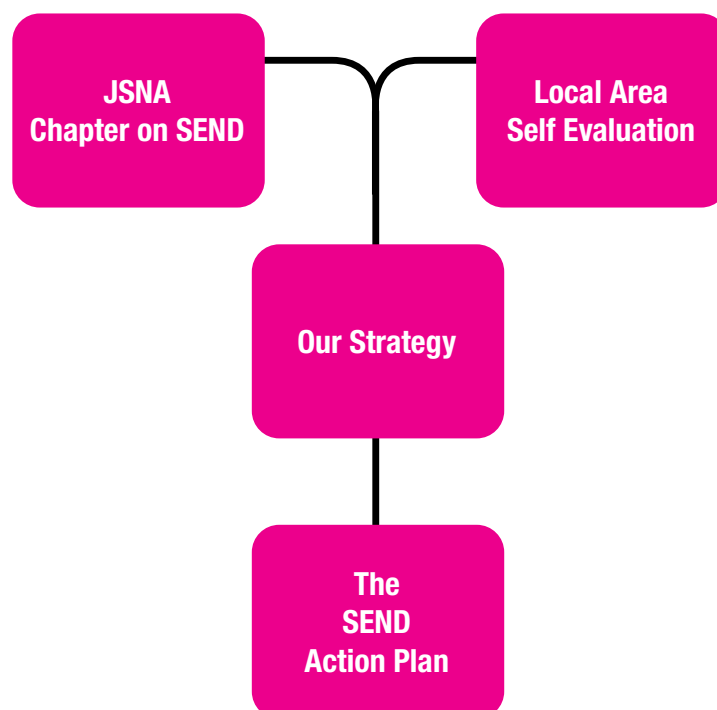 JSNA
Chapter on SEND
Local Area
Self Evaluation
Our Strategy
The
SEND
Action Plan